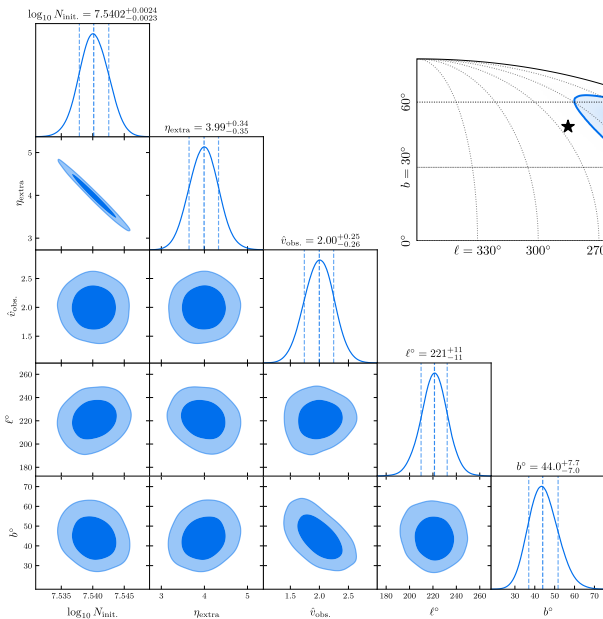 log₁₀ N_init. = 7.5402^{+0.0024}_{-0.0023}
η_extra = 3.99^{+0.34}_{-0.35}
v̂_obs. = 2.00^{+0.25}_{-0.26}
ℓ° = 221^{+11}_{-11}
b° = 44.0^{+7.7}_{-7.0}
60°
b = 30°
0°
ℓ = 330° 300° 270
5
4
3
η_extra
2.5
2.0
1.5
v̂_obs.
260
240
220
200
180
ℓ°
70
60
50
40
30
b°
7.535 7.540 7.545
3 4 5
1.5 2.0 2.5
180 200 220 240 260
30 50 70
log₁₀ N_init.
η_extra
v̂_obs.
ℓ°
b°